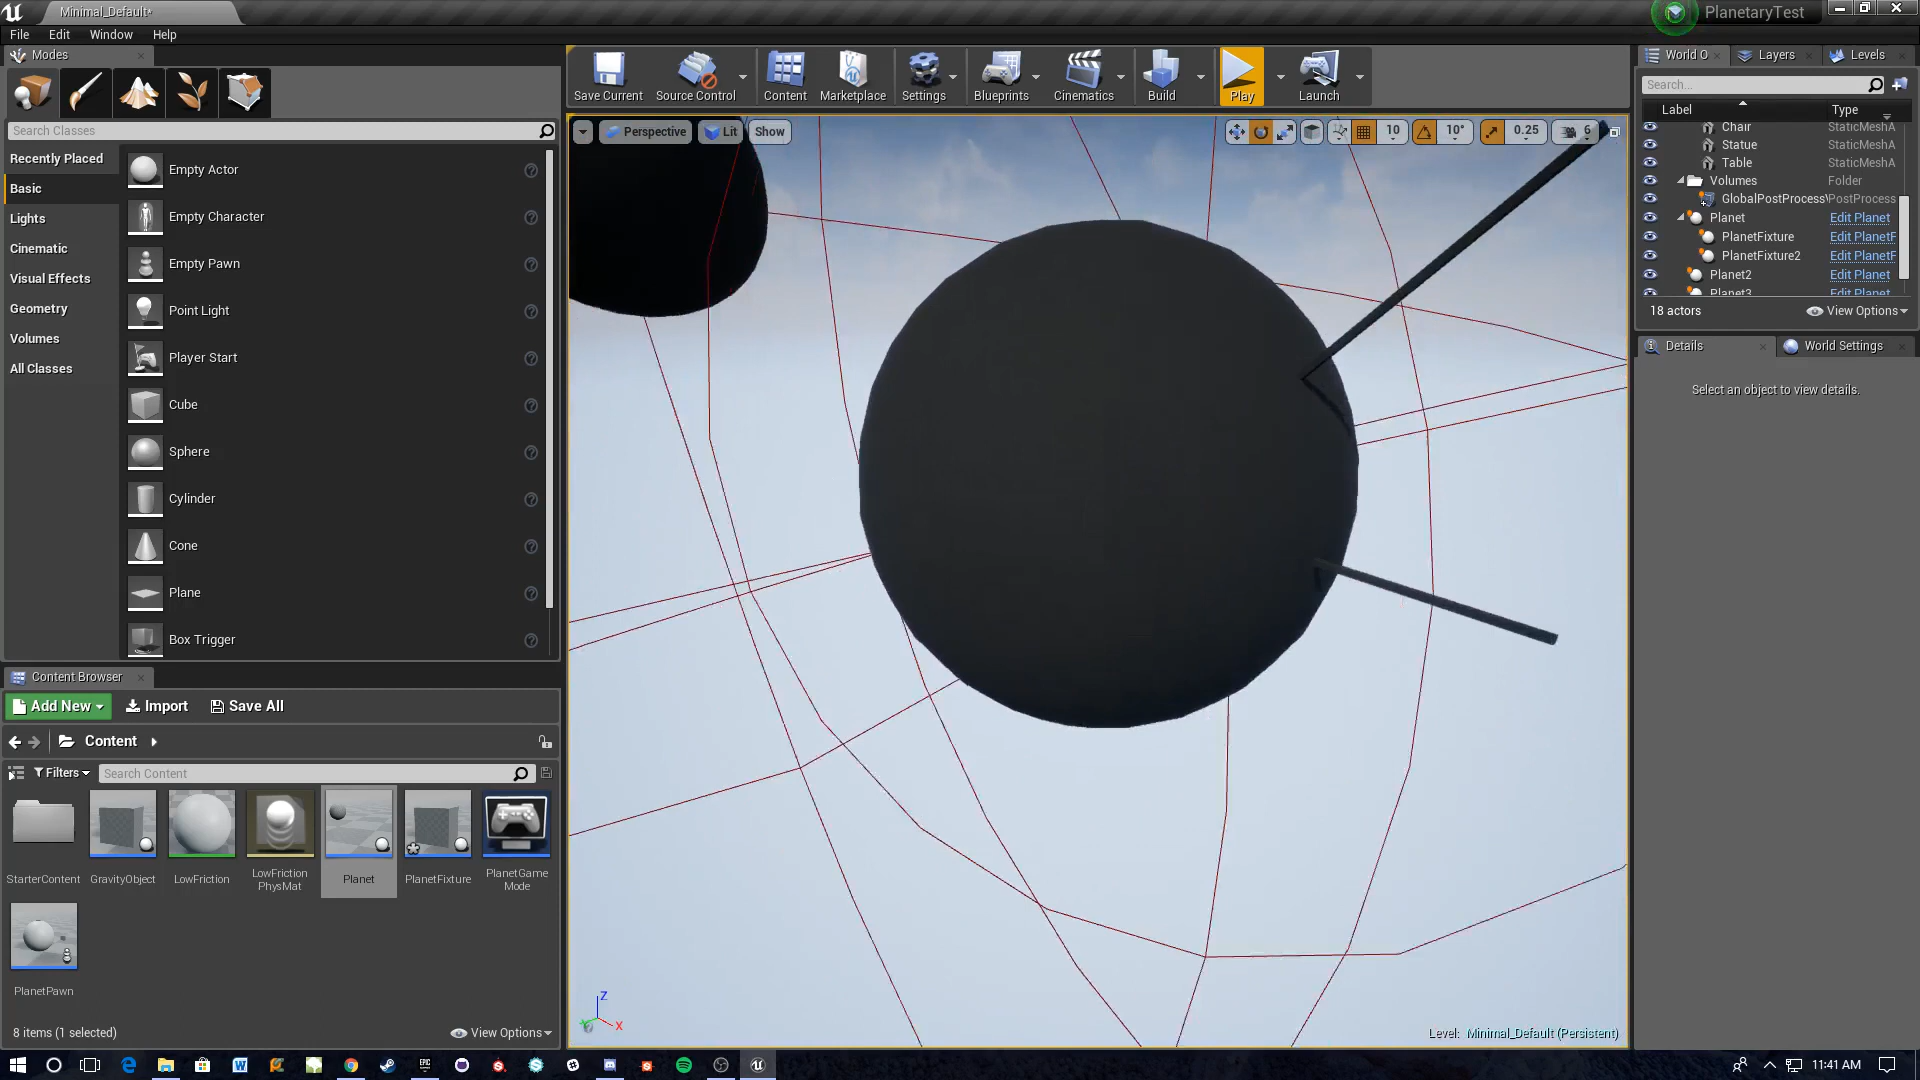 Minimal_Default*
PlanetaryTest
File Edit Window Help
Modes
Search Classes
Recently Placed
Basic
Lights
Cinematic
Visual Effects
Geometry
Volumes
All Classes
Empty Actor
Empty Character
Empty Pawn
Point Light
Player Start
Cube
Sphere
Cylinder
Cone
Plane
Box Trigger
Save Current Source Control Content Marketplace Settings Blueprints Cinematics Build Play Launch
Perspective Lit Show
10 10° 0.25 6
Level: Minimal_Default (Persistent)
Z
X
World O Layers Levels
Search...
Label Type
Chair StaticMeshA
Statue StaticMeshA
Table StaticMeshA
Volumes Folder
GlobalPostProcessV PostProcess
Planet Edit Planet
PlanetFixture Edit PlanetF
PlanetFixture2 Edit PlanetF
Planet2 Edit Planet
Planet3 Edit Planet
18 actors View Options
Details World Settings
Select an object to view details.
Content Browser
Add New Import Save All
Content
Filters Search Content
StarterContent
GravityObject
LowFriction
LowFriction
PhysMat
Planet
PlanetFixture
PlanetGame
Mode
PlanetPawn
8 items (1 selected) View Options
11:41 AM